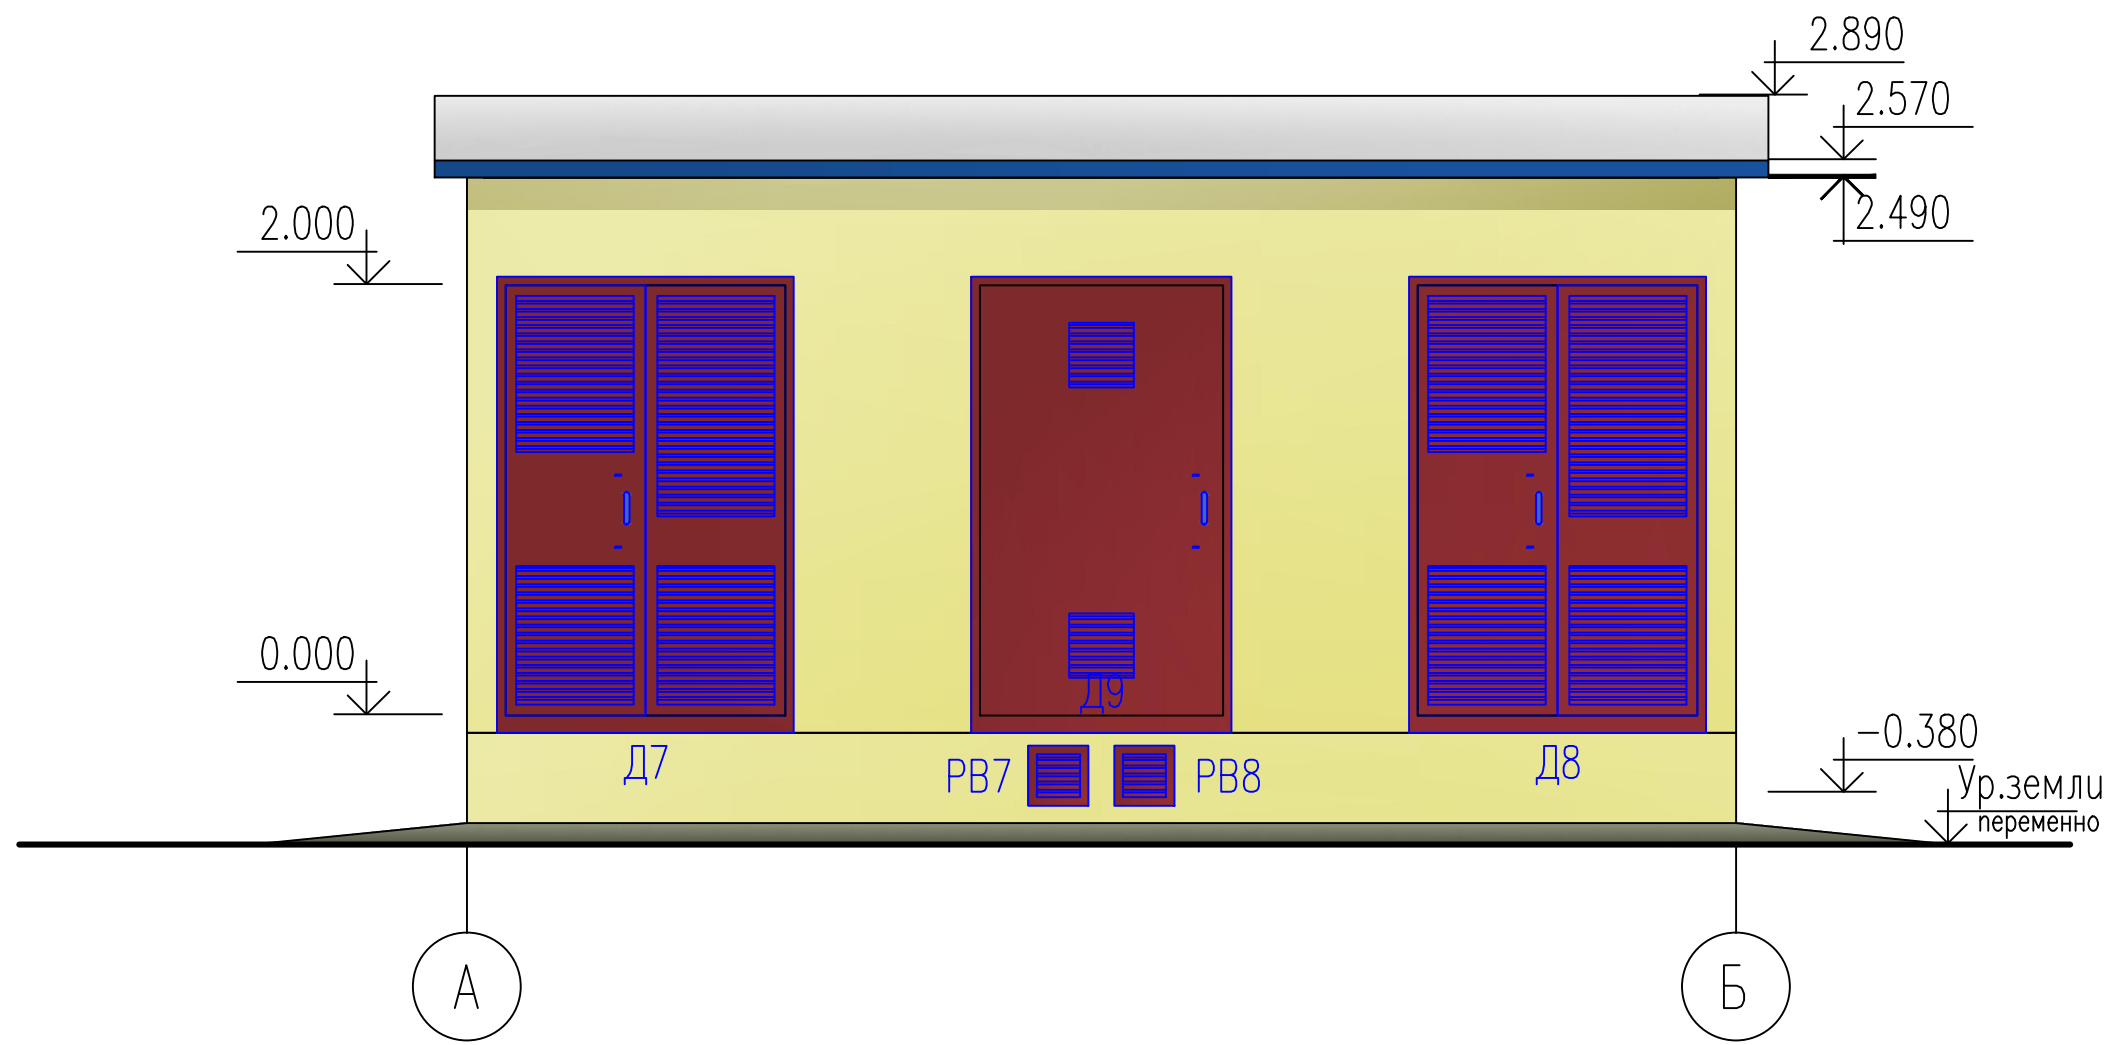 2.890
2.570
2.490
2.000
0.000
Д9
Д7
РВ7
РВ8
Д8
-0.380
Ур.земли
переменно
А
Б